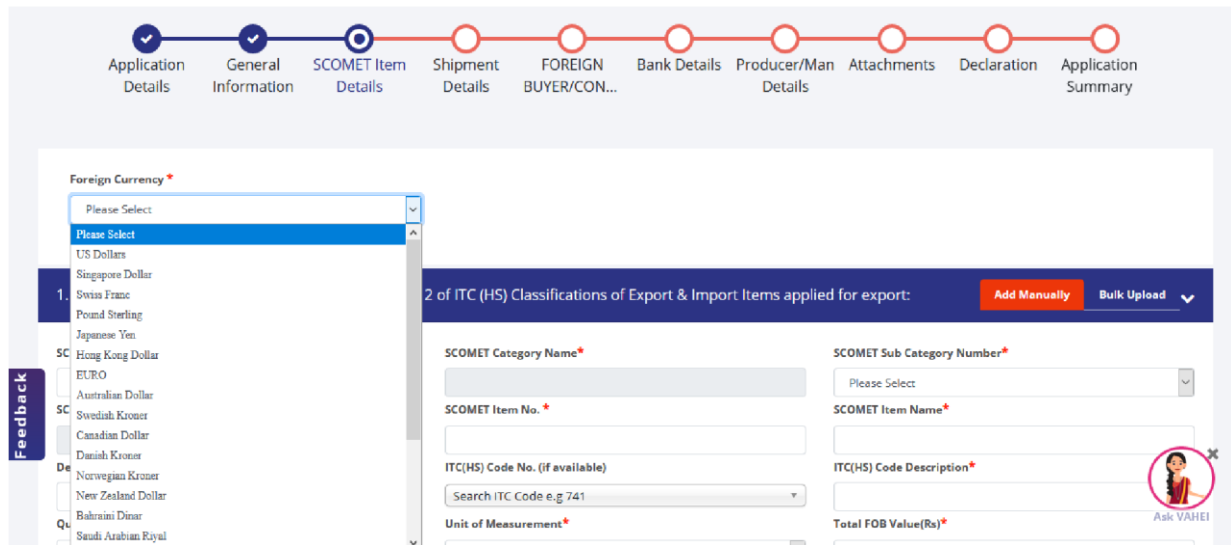 Application
Details
General
Information
SCOMET Item
Details
Shipment
Details
FOREIGN
BUYER/CON...
Bank Details
Producer/Man
Details
Attachments
Declaration
Application
Summary
Foreign Currency *
Please Select
Please Select
US Dollars
Singapore Dollar
Swiss Franc
Pound Sterling
Japanese Yen
Hong Kong Dollar
EURO
Australian Dollar
Swedish Kroner
Canadian Dollar
Danish Kroner
Norwegian Kroner
New Zealand Dollar
Bahraini Dinar
Saudi Arabian Riyal
1. 2 of ITC (HS) Classifications of Export & Import Items applied for export:
Add Manually
Bulk Upload
SC
SCOMET Category Name*
SCOMET Sub Category Number*
Please Select
SC
SCOMET Item No. *
SCOMET Item Name*
De
ITC(HS) Code No. (if available)
ITC(HS) Code Description*
Search ITC Code e.g 741
Qu
Unit of Measurement*
Total FOB Value(Rs)*
Feedback
Ask VAHEI